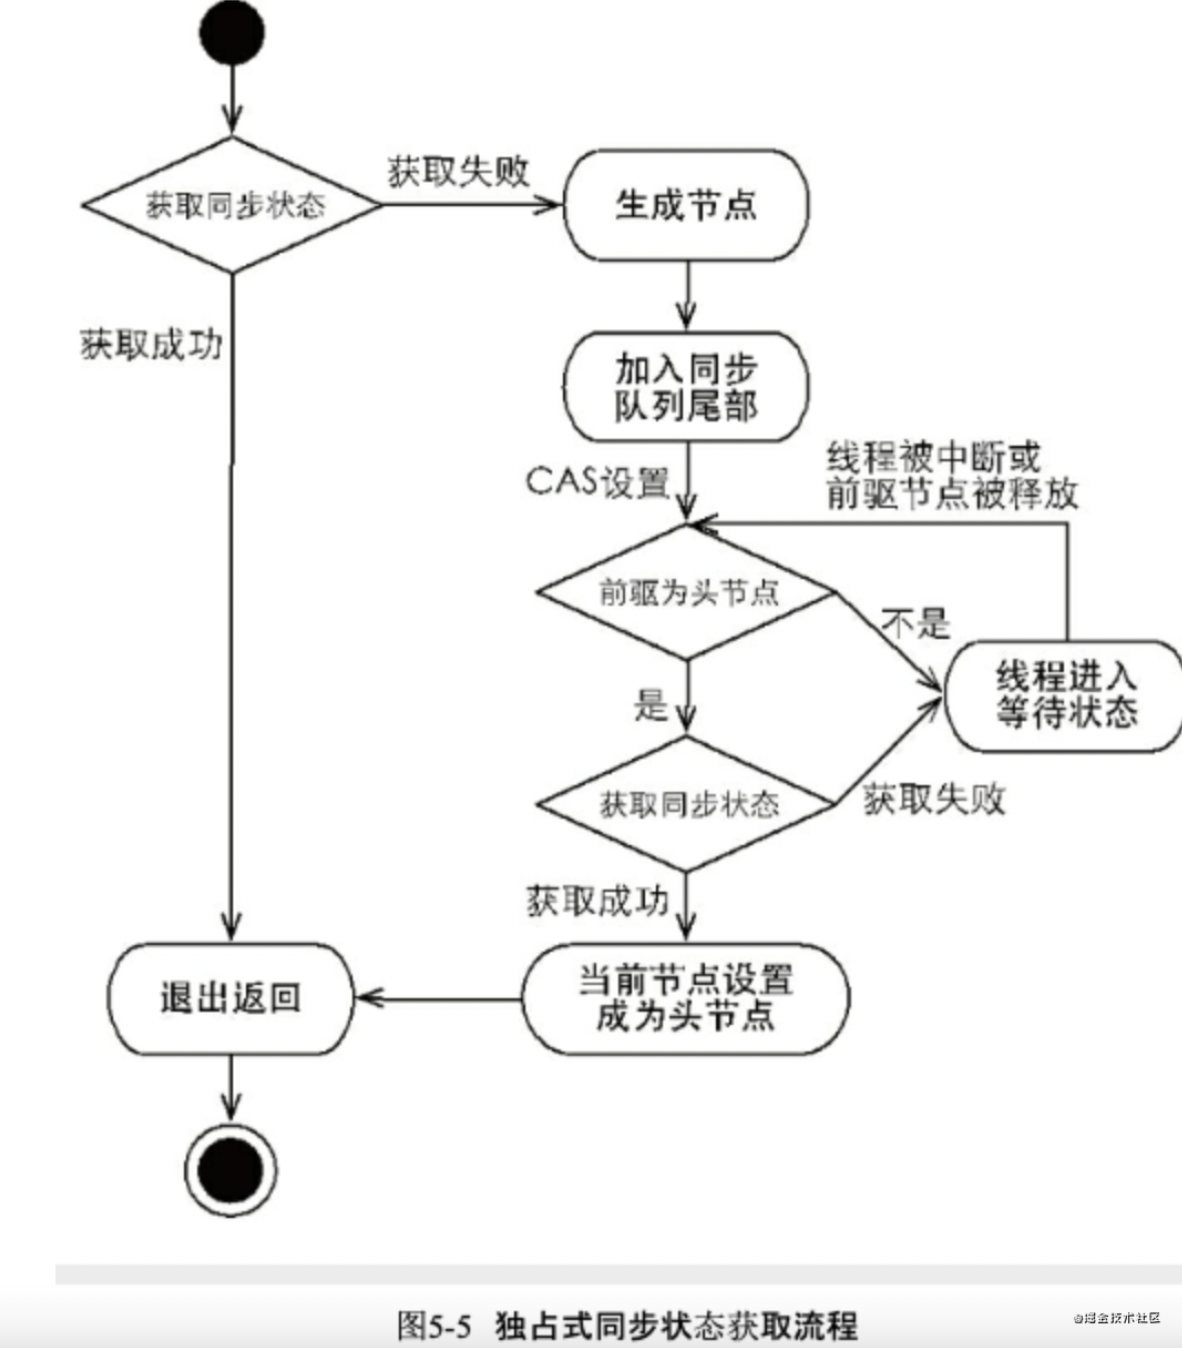 获取同步状态
获取失败
生成节点
获取成功
加入同步
队列尾部
CAS设置
线程被中断或
前驱节点被释放
前驱为头节点
不是
线程进入
等待状态
是
获取同步状态
获取失败
获取成功
当前节点设置
成为头节点
退出返回
图5-5 独占式同步状态获取流程
@掘金技术社区